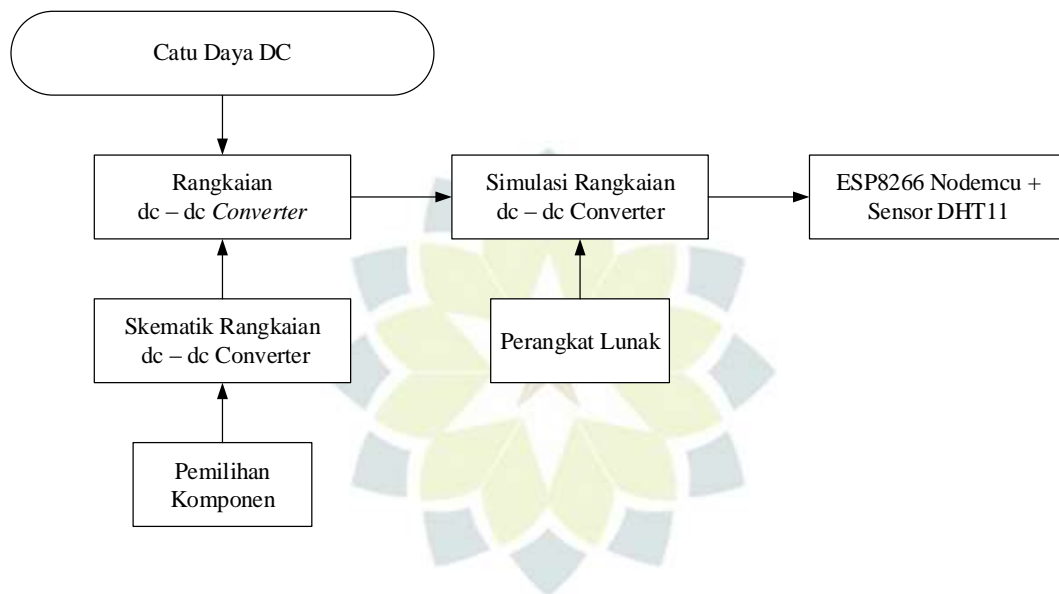 Catu Daya DC
Rangkaian
dc – dc Converter
Simulasi Rangkaian
dc – dc Converter
ESP8266 Nodemcu +
Sensor DHT11
Skematik Rangkaian
dc – dc Converter
Perangkat Lunak
Pemilihan
Komponen